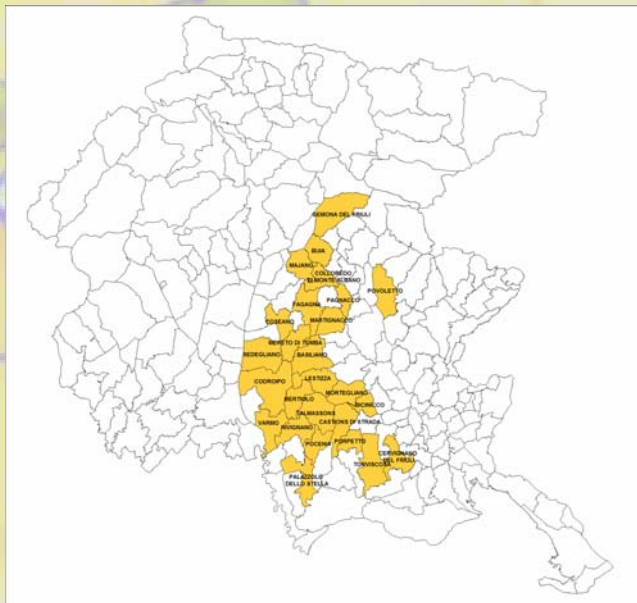 GEMONA DEL FRIULI
BUIA
MAJANO
COLLOREDO
DI MONTE ALBANO
POVOLETTO
FAGAGNA
PAGNACCO
COSEANO
MARTIGNACCO
MERETO DI TOMBA
SEDEGLIANO
BASILIANO
CODROIPO
LESTIZZA
MORTEGLIANO
BERTIOLO
BICINICCO
TALMASSONS
VARMO
RIVIGNANO
CASTIONS DI STRADA
POCENIA
PORPETTO
CERVIGNANO
DEL FRIULI
TORVISCOSA
PALAZZOLO
DELLO STELLA